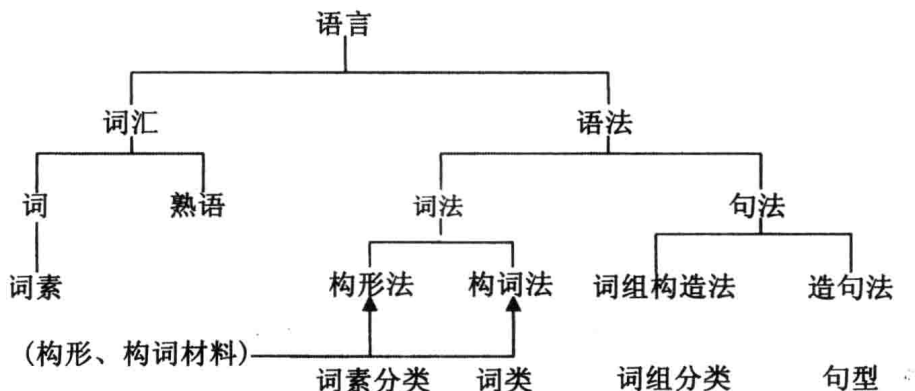 语言
词汇 语法
词 熟语 词法 句法
词素 构形法 构词法 词组构造法 造句法
(构形、构词材料)
词素分类 词类 词组分类 句型